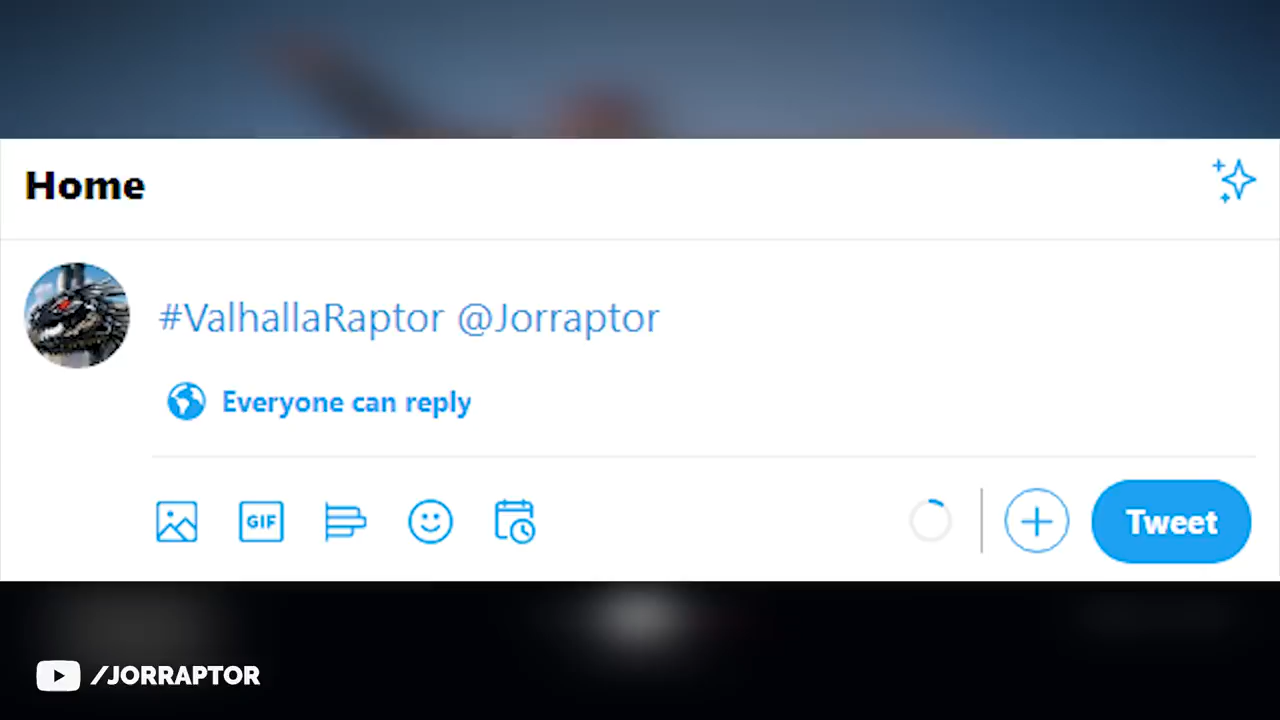 Home
#ValhallaRaptor @Jorraptor
Everyone can reply
GIF
Tweet
/JORRAPTOR